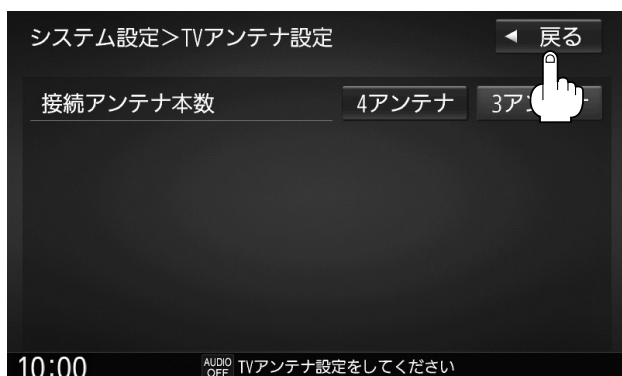 システム設定＞TVアンテナ設定
◀ 戻る
接続アンテナ本数
4アンテナ
10:00
AUDIO OFF
TVアンテナ設定をしてください